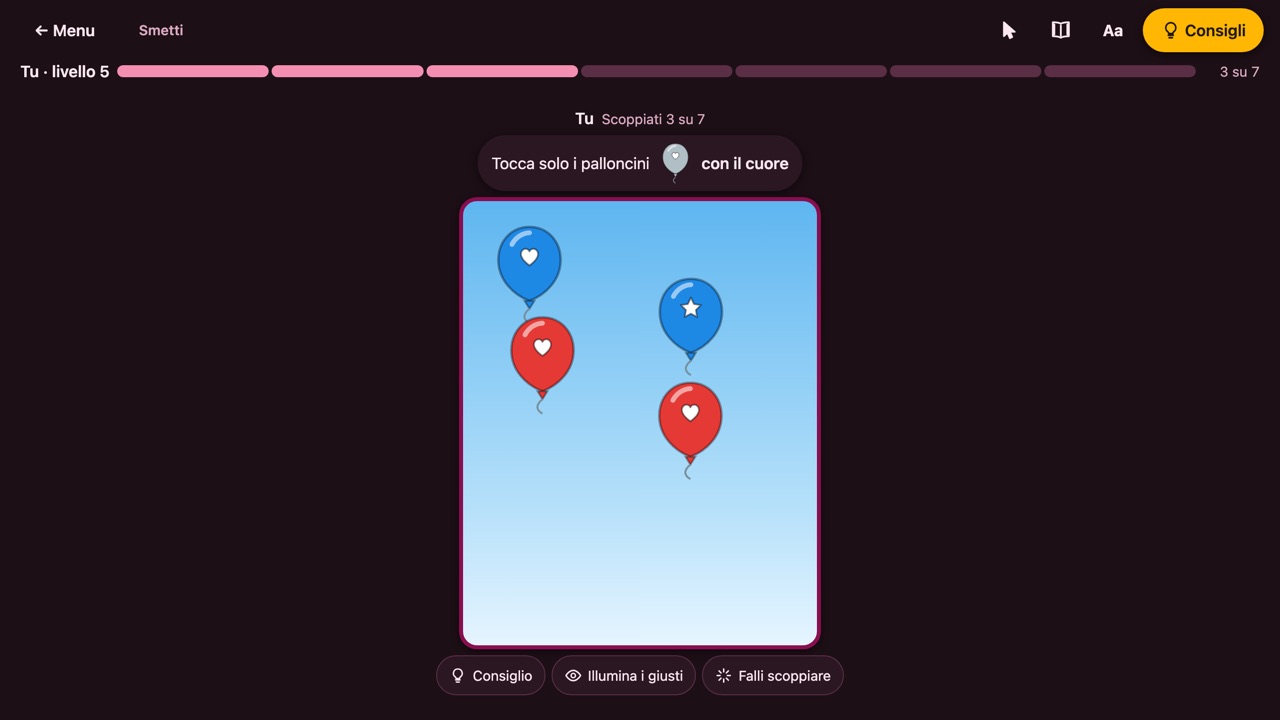 Menu
Smetti
Aa
Consigli
Tu · livello 5
3 su 7
Tu Scoppiati 3 su 7
Tocca solo i palloncini con il cuore
Consiglio
Illumina i giusti
Falli scoppiare